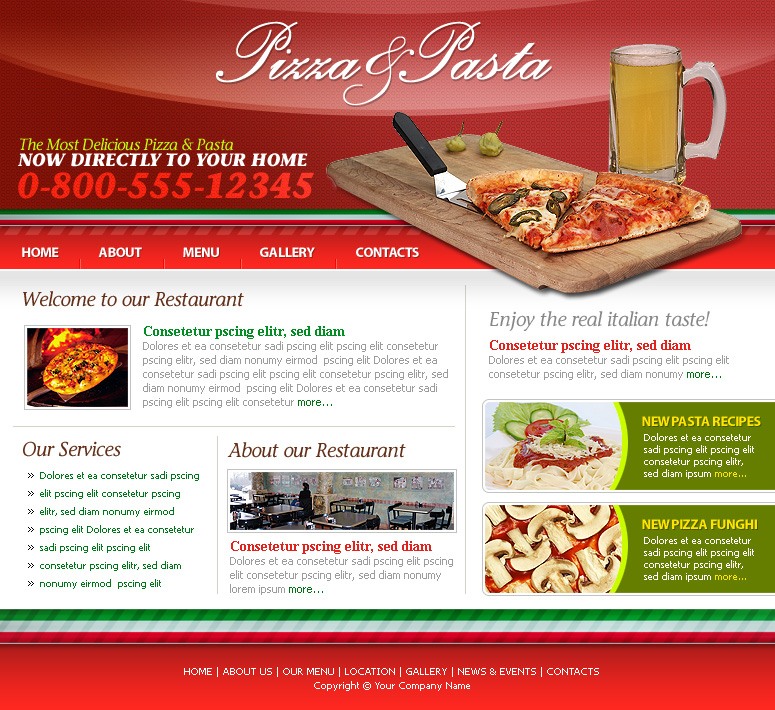 Pizza & Pasta
The Most Delicious Pizza & Pasta
NOW DIRECTLY TO YOUR HOME
0-800-555-12345
HOME ABOUT MENU GALLERY CONTACTS
Welcome to our Restaurant
Consetetur pscing elitr, sed diam
Dolores et ea consetetur sadi pscing elit pscing elit consetetur
pscing elitr, sed diam nonumy eirmod pscing elit Dolores et ea
consetetur sadi pscing elit pscing elit consetetur pscing elitr, sed
diam nonumy eirmod pscing elit Dolores et ea consetetur sadi
pscing elit pscing elit consetetur more...
Enjoy the real italian taste!
Consetetur pscing elitr, sed diam
Dolores et ea consetetur sadi pscing elit pscing elit
consetetur pscing elitr, sed diam nonumy more...
NEW PASTA RECIPES
Dolores et ea consetetur
sadi pscing elit pscing elit
consetetur pscing elitr,
sed diam ipsum more...
NEW PIZZA FUNGHI
Dolores et ea consetetur
sadi pscing elit pscing elit
consetetur pscing elitr,
sed diam ipsum more...
Our Services
» Dolores et ea consetetur sadi pscing
» elit pscing elit consetetur pscing
» elitr, sed diam nonumy eirmod
» pscing elit Dolores et ea consetetur
» sadi pscing elit pscing elit
» consetetur pscing elitr, sed diam
» nonumy eirmod pscing elit
About our Restaurant
Consetetur pscing elitr, sed diam
Dolores et ea consetetur sadi pscing elit pscing
elit consetetur pscing elitr, sed diam nonumy
lorem ipsum more...
HOME | ABOUT US | OUR MENU | LOCATION | GALLERY | NEWS & EVENTS | CONTACTS
Copyright © Your Company Name